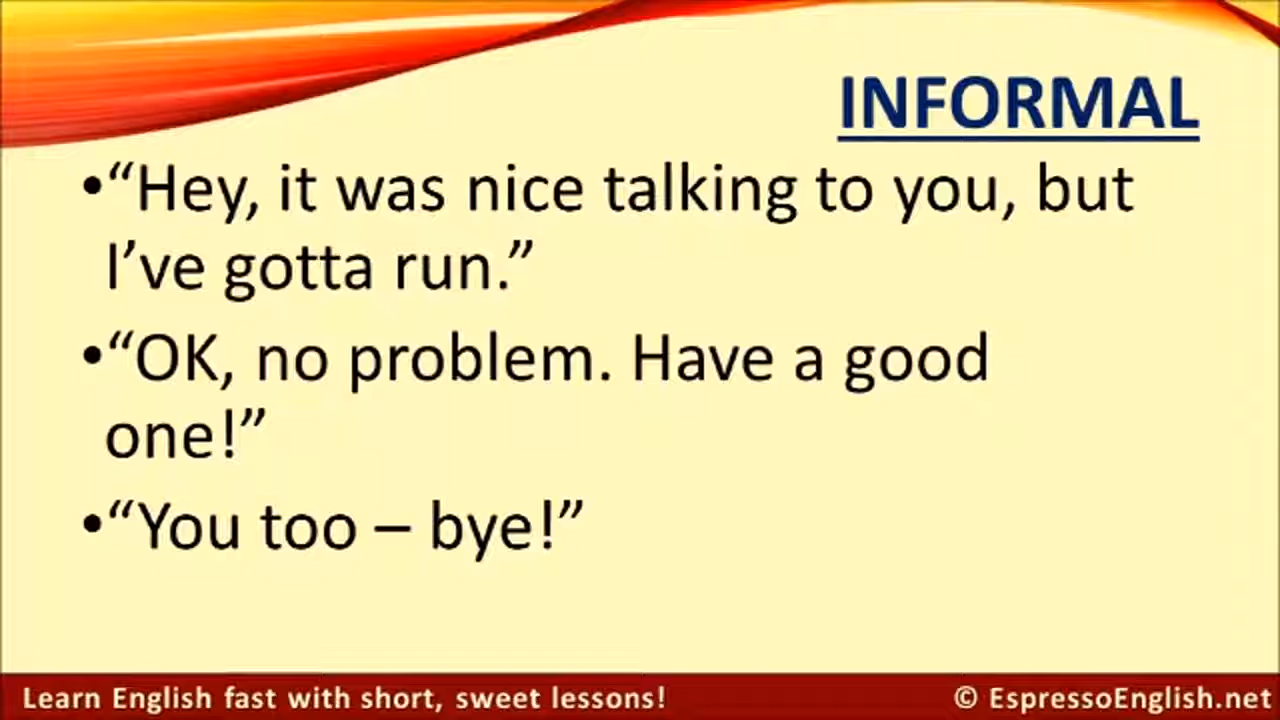 INFORMAL
•“Hey, it was nice talking to you, but
I’ve gotta run.”
•“OK, no problem. Have a good
one!”
•“You too – bye!”
Learn English fast with short, sweet lessons!
© EspressoEnglish.net